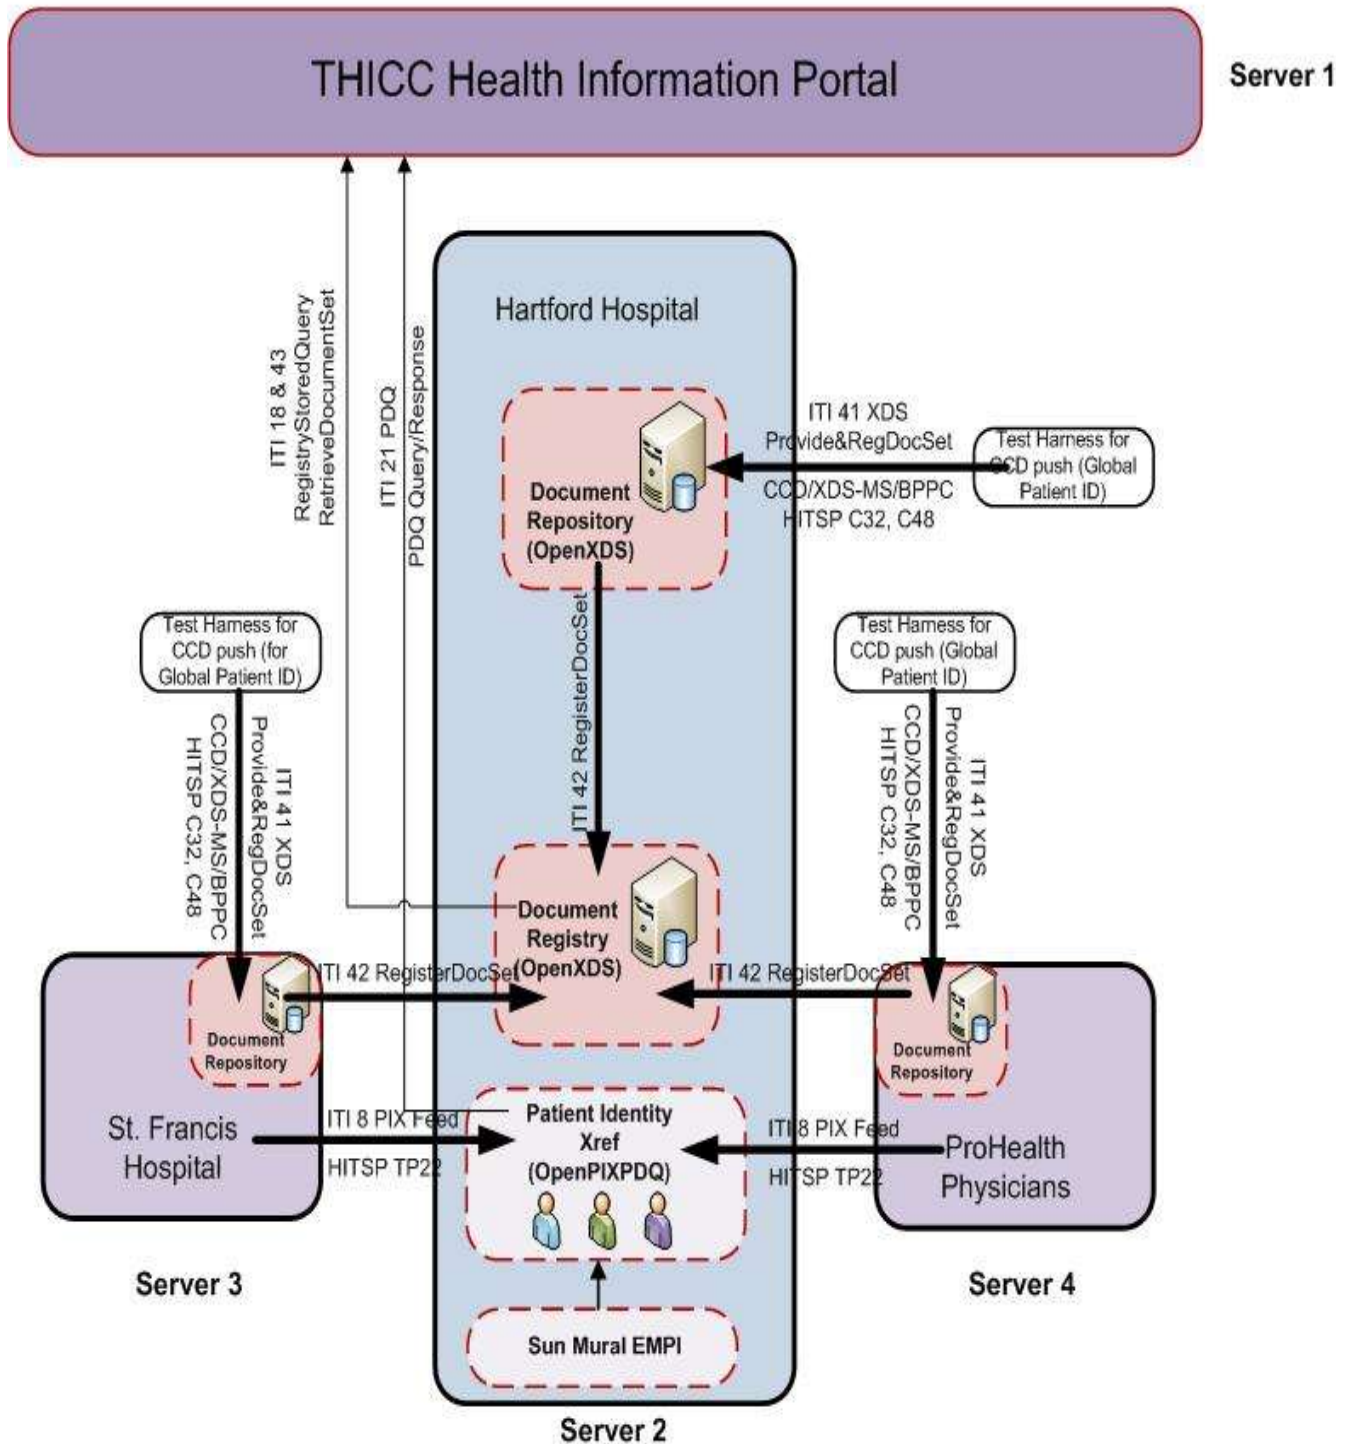 THICC Health Information Portal
Server 1
ITI 18 & 43
RegistryStoredQuery
RetrieveDocumentSet
ITI 21 PDQ
PDQ Query/Response
Hartford Hospital
Document
Repository
(OpenXDS)
ITI 41 XDS
Provide&RegDocSet
CCD/XDS-MS/BPPC
HITSP C32, C48
Test Harness for
CCD push (Global
Patient ID)
ITI 42 RegisterDocSet
Test Harness for
CCD push (for
Global Patient ID)
ITI 41 XDS
Provide&RegDocSet
CCD/XDS-MS/BPPC
HITSP C32, C48
Test Harness for
CCD push (Global
Patient ID)
ITI 41 XDS
Provide&RegDocSet
CCD/XDS-MS/BPPC
HITSP C32, C48
Document
Registry
(OpenXDS)
ITI 42 RegisterDocSet
ITI 42 RegisterDocSet
Document
Repository
St. Francis
Hospital
ITI 8 PIX Feed
HITSP TP22
Patient Identity
Xref
(OpenPIXPDQ)
ITI 8 PIX Feed
HITSP TP22
Document
Repository
ProHealth
Physicians
Server 3
Sun Mural EMPI
Server 4
Server 2